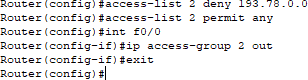 Router(config)#access-list 2 deny 193.78.0.0
Router(config)#access-list 2 permit any
Router(config)#int f0/0
Router(config-if)#ip access-group 2 out
Router(config-if)#exit
Router(config)#